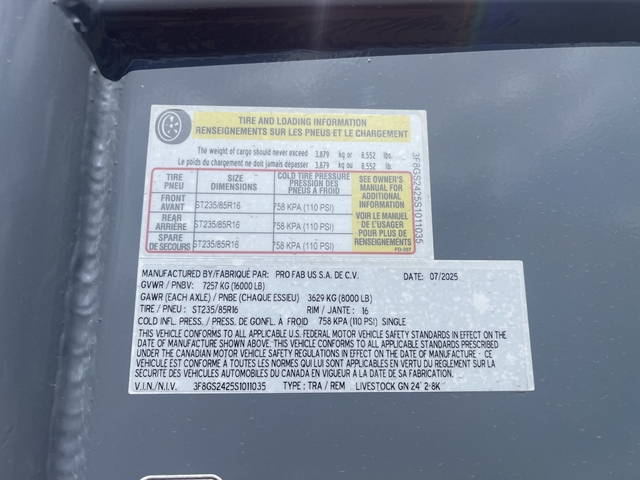 TIRE AND LOADING INFORMATION
RENSEIGNEMENTS SUR LES PNEUS ET LE CHARGEMENT
The weight of cargo should never exceed 3,879 kg or 8,552 lbs.
Le poids du chargement ne doit jamais dépasser 3,879 kg ou 8,552 lb.
TIRE
PNEU
SIZE
DIMENSIONS
COLD TIRE PRESSURE
PRESSION DES
PNEUS À FROID
FRONT
AVANT
ST235/85R16
758 KPA (110 PSI)
REAR
ARRIÈRE
ST235/85R16
758 KPA (110 PSI)
SPARE
DE SECOURS
ST235/85R16
758 KPA (110 PSI)
SEE OWNER'S
MANUAL FOR
ADDITIONAL
INFORMATION
VOIR LE MANUEL
DE L'USAGER
POUR PLUS DE
RENSEIGNEMENTS
3F8GS2425S1011035
MANUFACTURED BY/FABRIQUÉ PAR: PRO FAB US S.A. DE C.V. DATE: 07/2025
GVWR / PNBV: 7257 KG (16000 LB)
GAWR (EACH AXLE) / PNBE (CHAQUE ESSIEU) 3629 KG (8000 LB)
TIRE / PNEU : ST235/85R16 RIM / JANTE : 16
COLD INFL. PRESS./ PRESS. DE GONFL. À FROID 758 KPA (110 PSI) SINGLE
THIS VEHICLE CONFORMS TO ALL APPLICABLE U.S. FEDERAL MOTOR VEHICLE SAFETY STANDARDS IN EFFECT ON THE
DATE OF MANUFACTURE SHOWN ABOVE. THIS VEHICLE CONFORMS TO ALL APPLICABLE STANDARDS PRESCRIBED
UNDER THE CANADIAN MOTOR VEHICLE SAFETY REGULATIONS IN EFFECT ON THE DATE OF MANUFACTURE · CE
VÉHICULE EST CONFORME À TOUTES LES NORMES QUI LUI SONT APPLICABLES EN VERTU DU RÈGLEMENT SUR LA
SÉCURITÉ DES VÉHICULES AUTOMOBILES DU CANADA EN VIGUEUR À LA DATE DE SA FABRICATION.
V.I.N./N.I.V. 3F8GS2425S1011035 TYPE : TRA / REM LIVESTOCK GN 24' 2-8K